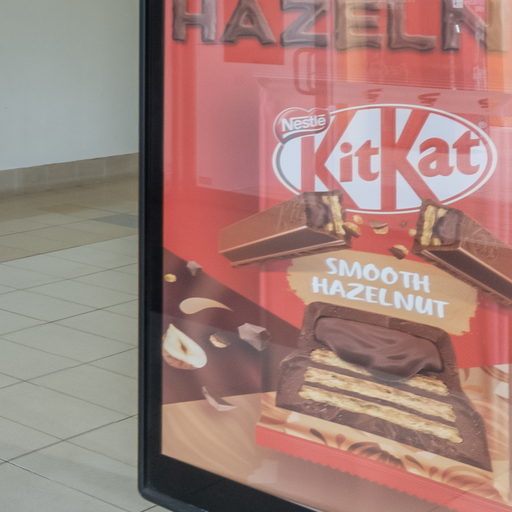 HAZELN
Nestlé
KitKat
SMOOTH
HAZELNUT